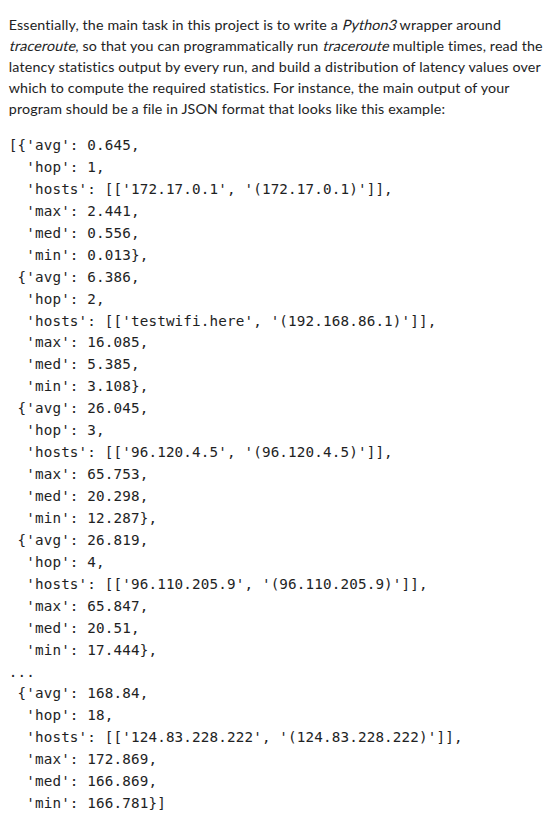 Essentially, the main task in this project is to write a Python3 wrapper around
traceroute, so that you can programmatically run traceroute multiple times, read the
latency statistics output by every run, and build a distribution of latency values over
which to compute the required statistics. For instance, the main output of your
program should be a file in JSON format that looks like this example:
[{'avg': 0.645,
  'hop': 1,
  'hosts': [['172.17.0.1', '(172.17.0.1)']],
  'max': 2.441,
  'med': 0.556,
  'min': 0.013},
 {'avg': 6.386,
  'hop': 2,
  'hosts': [['testwifi.here', '(192.168.86.1)']],
  'max': 16.085,
  'med': 5.385,
  'min': 3.108},
 {'avg': 26.045,
  'hop': 3,
  'hosts': [['96.120.4.5', '(96.120.4.5)']],
  'max': 65.753,
  'med': 20.298,
  'min': 12.287},
 {'avg': 26.819,
  'hop': 4,
  'hosts': [['96.110.205.9', '(96.110.205.9)']],
  'max': 65.847,
  'med': 20.51,
  'min': 17.444},
...
 {'avg': 168.84,
  'hop': 18,
  'hosts': [['124.83.228.222', '(124.83.228.222)']],
  'max': 172.869,
  'med': 166.869,
  'min': 166.781}]